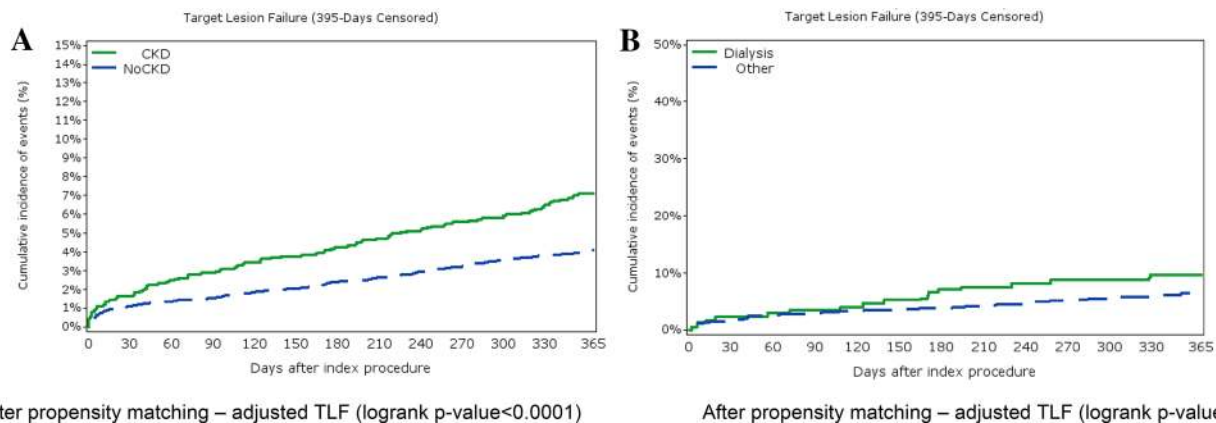 Target Lesion Failure (395-Days Censored)
A
15%
14%
13%
12%
11%
10%
9%
8%
7%
6%
5%
4%
3%
2%
1%
0%
CKD
NoCKD
Cumulative incidence of events (%)
0 30 60 90 120 150 180 210 240 270 300 330 365
Days after index procedure
ter propensity matching – adjusted TLF (logrank p-value<0.0001)
Target Lesion Failure (395-Days Censored)
B
50%
40%
30%
20%
10%
0%
Dialysis
Other
Cumulative incidence of events (%)
0 30 60 90 120 150 180 210 240 270 300 330 365
Days after index procedure
After propensity matching – adjusted TLF (logrank p-value